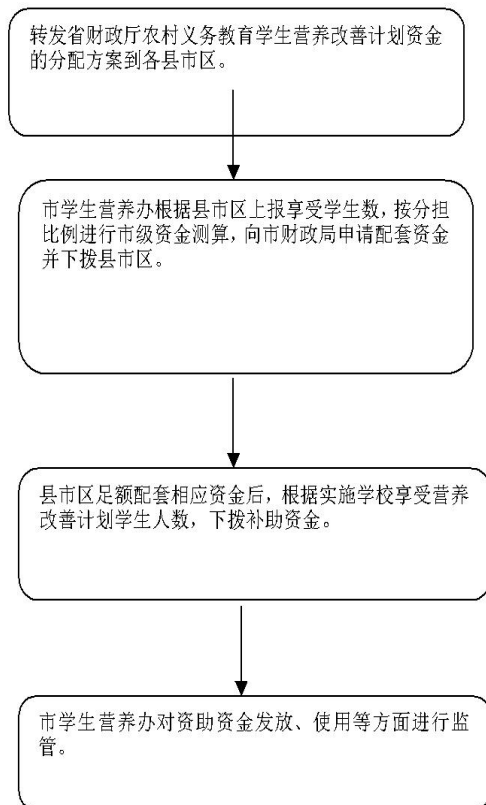 转发省财政厅农村义务教育学生营养改善计划资金
的分配方案到各县市区。
市学生营养办根据县市区上报享受学生数，按分担
比例进行市级资金测算，向市财政局申请配套资金
并下拨县市区。
县市区足额配套相应资金后，根据实施学校享受营养
改善计划学生人数，下拨补助资金。
市学生营养办对资助资金发放、使用等方面进行监
管。